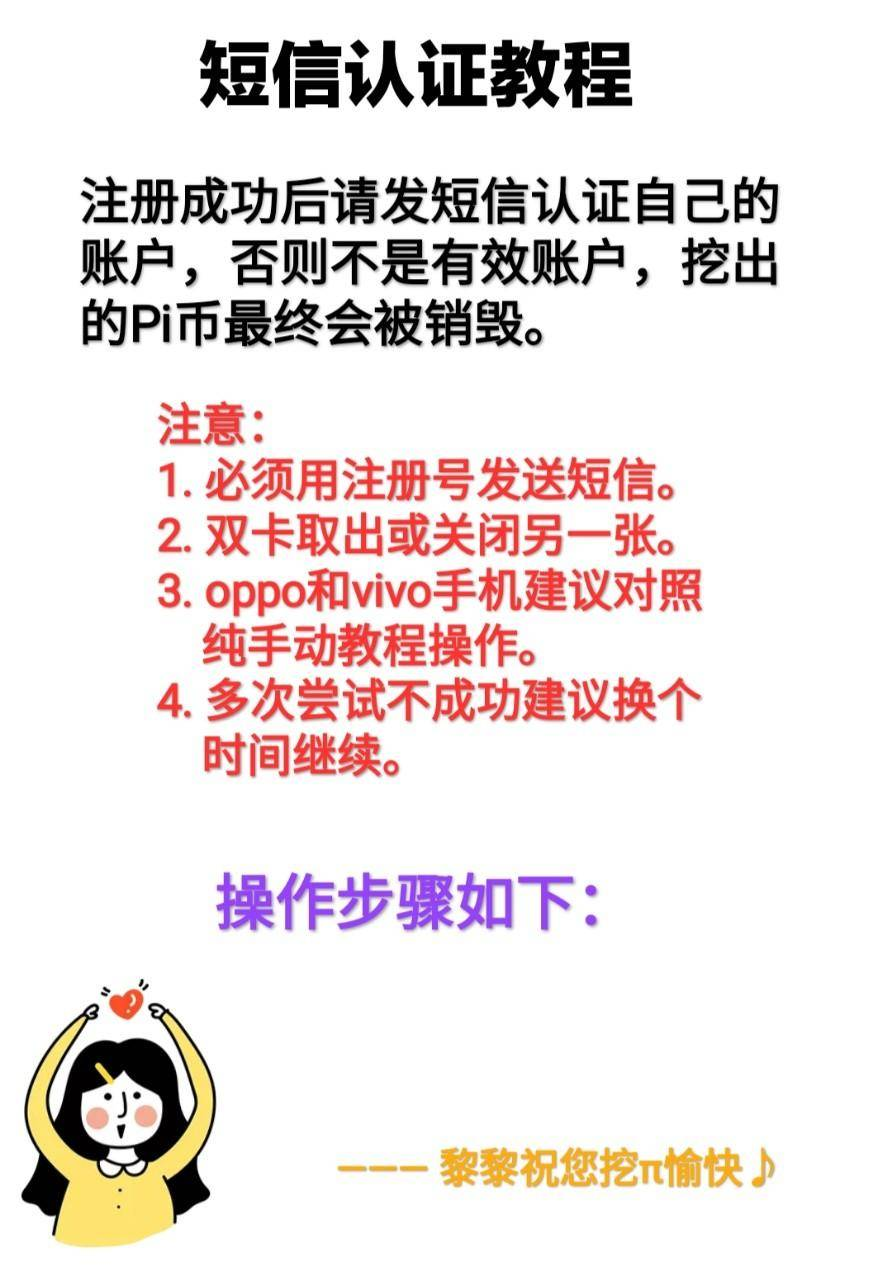 短信认证教程
注册成功后请发短信认证自己的
账户，否则不是有效账户，挖出
的Pi币最终会被销毁。
注意：
1. 必须用注册号发送短信。
2. 双卡取出或关闭另一张。
3. oppo和vivo手机建议对照
纯手动教程操作。
4. 多次尝试不成功建议换个
时间继续。
操作步骤如下：
––– 黎黎祝您挖π愉快♪